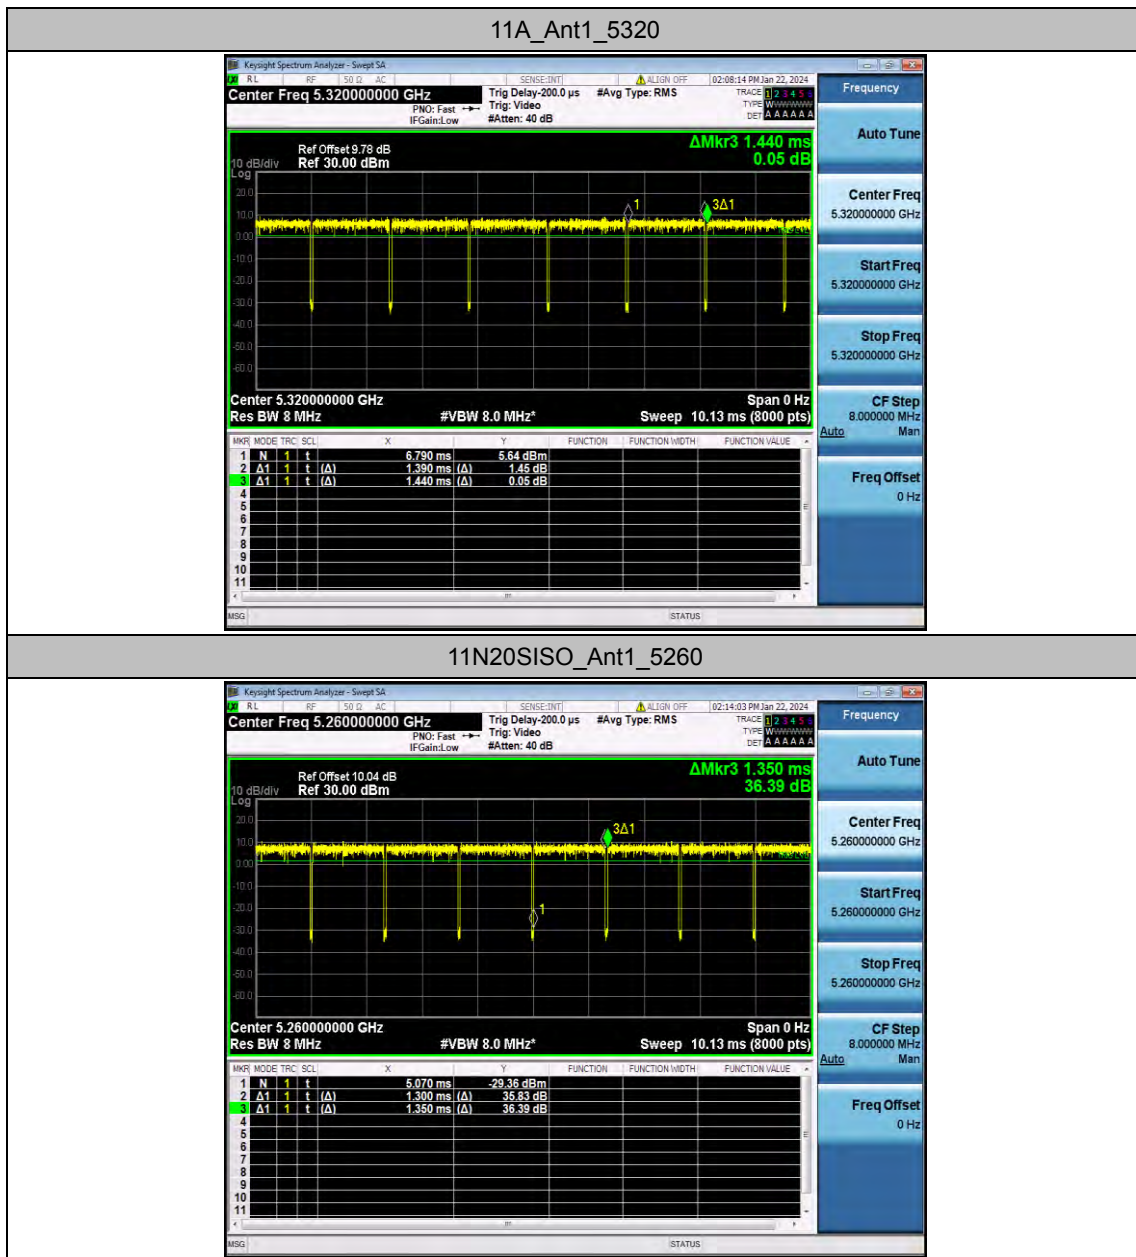 11A_Ant1_5320
Keysight Spectrum Analyzer - Swept SA
RL RF 50 Ω AC SENSE:INT ALIGN OFF 02:08:14 PM Jan 22, 2024
Center Freq 5.320000000 GHz Trig Delay-200.0 µs #Avg Type: RMS TRACE 1 2 3 4 5 6
PNO: Fast Trig: Video TYPE W
IFGain:Low #Atten: 40 dB DET A A A A A A
Frequency
Auto Tune
Center Freq
5.320000000 GHz
Start Freq
5.320000000 GHz
Stop Freq
5.320000000 GHz
CF Step
8.000000 MHz
Auto Man
Freq Offset
0 Hz
ΔMkr3 1.440 ms
0.05 dB
Ref Offset 9.78 dB
10 dB/div Ref 30.00 dBm
Log
20.0
10.0
0.00
-10.0
-20.0
-30.0
-40.0
-50.0
-60.0
1
3Δ1
Center 5.320000000 GHz Span 0 Hz
Res BW 8 MHz #VBW 8.0 MHz* Sweep 10.13 ms (8000 pts)
MKR MODE TRC SCL X Y FUNCTION FUNCTION WIDTH FUNCTION VALUE
1 N 1 t 6.790 ms 5.64 dBm
2 Δ1 1 t (Δ) 1.390 ms (Δ) 1.45 dB
3 Δ1 1 t (Δ) 1.440 ms (Δ) 0.05 dB
4
5
6
7
8
9
10
11
MSG STATUS
11N20SISO_Ant1_5260
Keysight Spectrum Analyzer - Swept SA
RL RF 50 Ω AC SENSE:INT ALIGN OFF 02:14:03 PM Jan 22, 2024
Center Freq 5.260000000 GHz Trig Delay-200.0 µs #Avg Type: RMS TRACE 1 2 3 4 5 6
PNO: Fast Trig: Video TYPE W
IFGain:Low #Atten: 40 dB DET A A A A A A
Frequency
Auto Tune
Center Freq
5.260000000 GHz
Start Freq
5.260000000 GHz
Stop Freq
5.260000000 GHz
CF Step
8.000000 MHz
Auto Man
Freq Offset
0 Hz
ΔMkr3 1.350 ms
36.39 dB
Ref Offset 10.04 dB
10 dB/div Ref 30.00 dBm
Log
20.0
10.0
0.00
-10.0
-20.0
-30.0
-40.0
-50.0
-60.0
3Δ1
1
Center 5.260000000 GHz Span 0 Hz
Res BW 8 MHz #VBW 8.0 MHz* Sweep 10.13 ms (8000 pts)
MKR MODE TRC SCL X Y FUNCTION FUNCTION WIDTH FUNCTION VALUE
1 N 1 t 5.070 ms -29.36 dBm
2 Δ1 1 t (Δ) 1.300 ms (Δ) 35.83 dB
3 Δ1 1 t (Δ) 1.350 ms (Δ) 36.39 dB
4
5
6
7
8
9
10
11
MSG STATUS